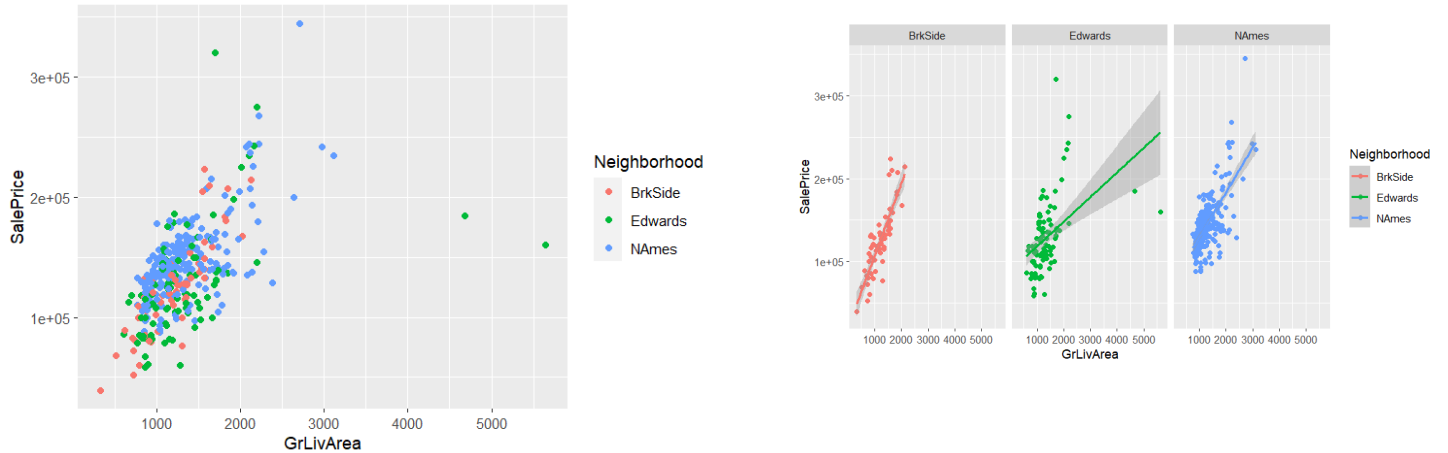 3e+05
2e+05
1e+05
SalePrice
1000 2000 3000 4000 5000
GrLivArea
Neighborhood
BrkSide
Edwards
NAmes
BrkSide Edwards NAmes
3e+05
2e+05
1e+05
SalePrice
1000 2000 3000 4000 5000 1000 2000 3000 4000 5000 1000 2000 3000 4000 5000
GrLivArea
Neighborhood
BrkSide
Edwards
NAmes